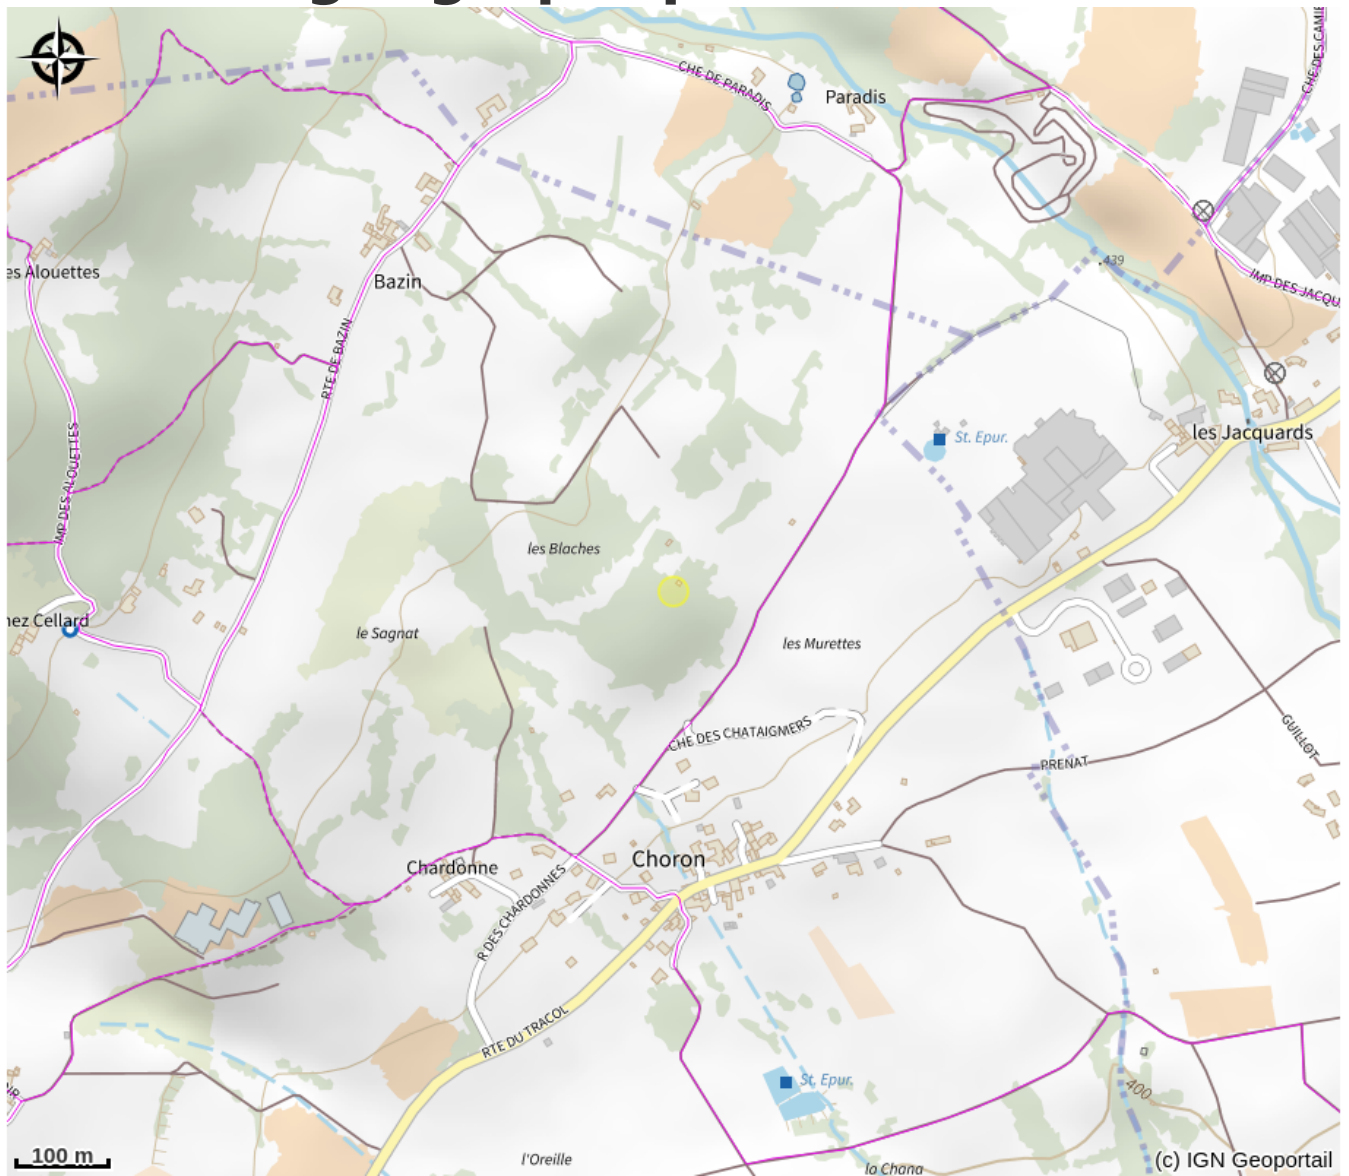 CHE DE PARADIS
Paradis
CHE DES CAMI
es Alouettes
Bazin
439
IMP DES JACQU
RTE DE BAZIN
IMP DES ALOUETTES
St. Epur.
les Jacquards
les Blaches
hez Cellard
le Sagnat
les Murettes
CHE DES CHATAIGMERS
GUILLOT
PRENAT
Chardonne
Choron
R DES CHARDONNES
RTE DU TRACOL
St. Epur.
400
l'Oreille
la Chana
100 m
(c) IGN Geoportail